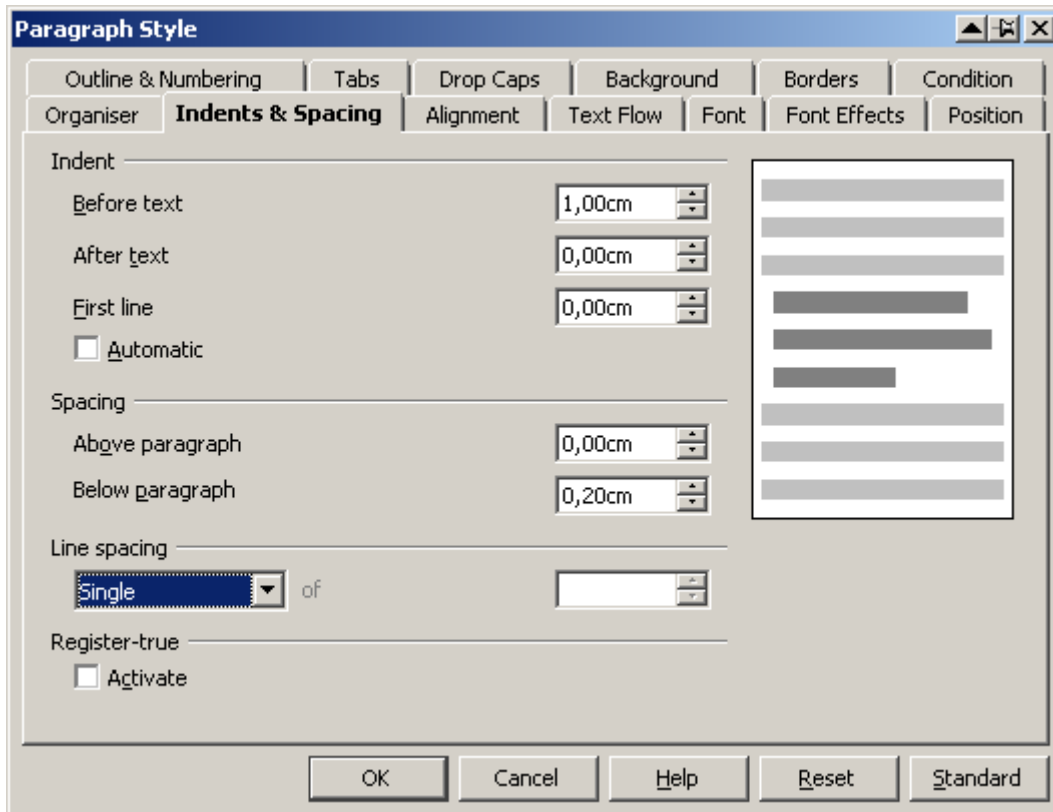 Paragraph Style
Outline & Numbering Tabs Drop Caps Background Borders Condition
Organiser Indents & Spacing Alignment Text Flow Font Font Effects Position
Indent
Before text 1,00cm
After text 0,00cm
First line 0,00cm
Automatic
Spacing
Above paragraph 0,00cm
Below paragraph 0,20cm
Line spacing
Single of
Register-true
Activate
OK Cancel Help Reset Standard